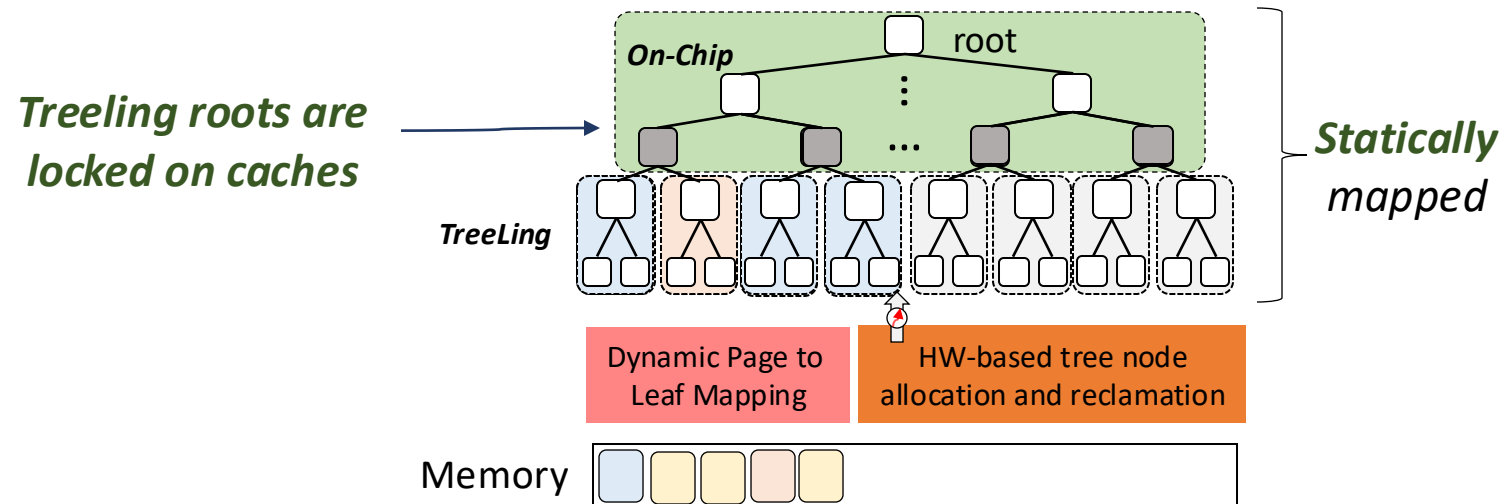 On-Chip
root
Treeling roots are
locked on caches
Statically
mapped
TreeLing
Dynamic Page to
Leaf Mapping
HW-based tree node
allocation and reclamation
Memory